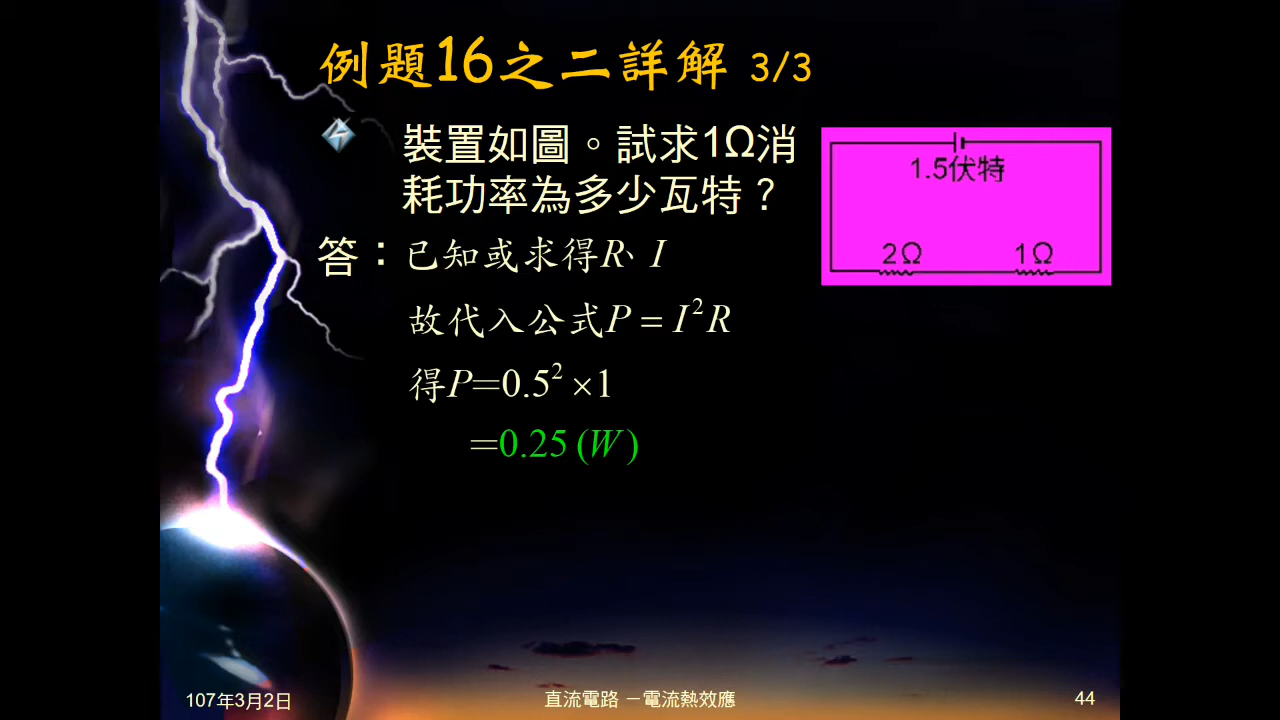 例題16之二詳解 3/3
裝置如圖。試求1Ω消
耗功率為多少瓦特？
1.5伏特
2Ω
1Ω
答：已知或求得R、I
故代入公式P = I² R
得P＝0.5² ×1
＝0.25 (W)
107年3月2日
直流電路 －電流熱效應
44